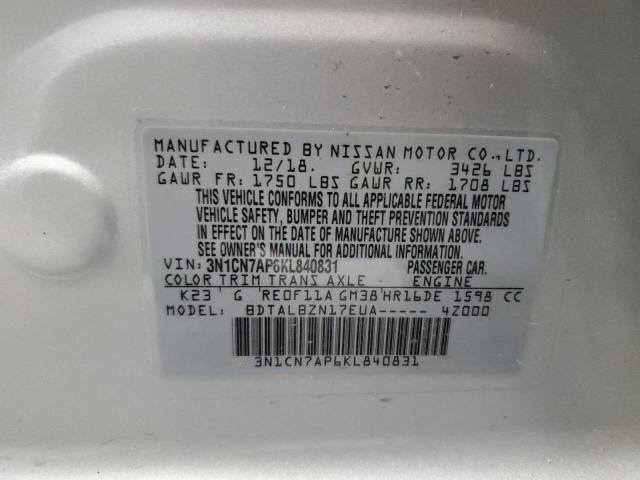 MANUFACTURED BY NISSAN MOTOR CO., LTD.
DATE: 12/18. GVWR: 3426 LBS
GAWR FR: 1750 LBS GAWR RR: 1708 LBS
THIS VEHICLE CONFORMS TO ALL APPLICABLE FEDERAL MOTOR
VEHICLE SAFETY, BUMPER AND THEFT PREVENTION STANDARDS
IN EFFECT ON THE DATE OF MANUFACTURE SHOWN ABOVE.
SEE OWNER'S MANUAL FOR ADDITIONAL INFORMATION.
VIN: 3N1CN7AP6KL840831 PASSENGER CAR.
COLOR TRIM TRANS AXLE ENGINE
K23 G RE0F11A GM38 HR16DE 1598 CC
MODEL: BDTALBZN17EUA----- 4Z000
3N1CN7AP6KL840831